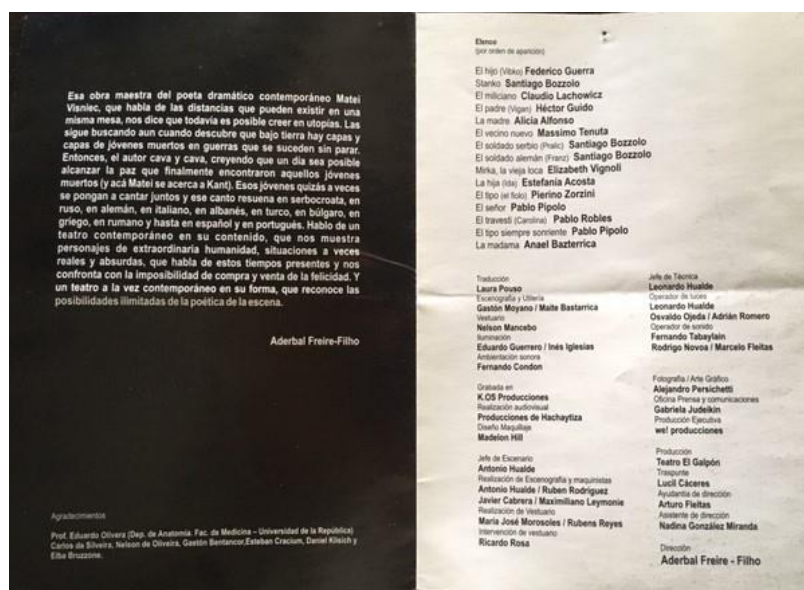 Esa obra maestra del poeta dramático contemporáneo Matei
Visniec, que habla de las distancias que pueden existir en una
misma mesa, nos dice que todavía es posible creer en utopías. Las
sigue buscando aun cuando descubre que bajo tierra hay capas y
capas de jóvenes muertos en guerras que se suceden sin parar.
Entonces, el autor cava y cava, creyendo que un día sea posible
alcanzar la paz que finalmente encontraron aquellos jóvenes
muertos (y acá Matei se acerca a Kant). Esos jóvenes quizás a veces
se pongan a cantar juntos y ese canto resuena en serbocroata, en
ruso, en alemán, en italiano, en albanés, en turco, en búlgaro, en
griego, en rumano y hasta en español y en portugués. Hablo de un
teatro contemporáneo en su contenido, que nos muestra
personajes de extraordinaria humanidad, situaciones a veces
reales y absurdas, que habla de estos tiempos presentes y nos
confronta con la imposibilidad de compra y venta de la felicidad. Y
un teatro a la vez contemporáneo en su forma, que reconoce las
posibilidades ilimitadas de la poética de la escena.
Aderbal Freire-Filho
Agradecimientos
Prof. Eduardo Olivera (Dep. de Anatomía. Fac. de Medicina – Universidad de la República)
Carlos da Silveira, Nelson de Oliveira, Gastón Bentancor,Esteban Cracium, Daniel Klisich y
Elba Bruzzone.
Elenco
(por orden de aparición)
El hijo (Vibko) Federico Guerra
Stanko Santiago Bozzolo
El miliciano Claudio Lachowicz
El padre (Vigan) Héctor Guido
La madre Alicia Alfonso
El vecino nuevo Massimo Tenuta
El soldado serbio (Pralic) Santiago Bozzolo
El soldado alemán (Franz) Santiago Bozzolo
Mirka, la vieja loca Elizabeth Vignoli
La hija (Ida) Estefanía Acosta
El tipo (el fiolo) Pierino Zorzini
El señor Pablo Pipolo
El travesti (Carolina) Pablo Robles
El tipo siempre sonriente Pablo Pipolo
La madama Anael Bazterrica
Traducción
Laura Pouso
Escenografía y Utilería
Gastón Moyano / Maite Bastarrica
Vestuario
Nelson Mancebo
Iluminación
Eduardo Guerrero / Inés Iglesias
Ambientación sonora
Fernando Condon
Grabada en
K.OS Producciones
Realización audiovisual
Producciones de Hachaytiza
Diseño Maquillaje
Madelon Hill
Jefe de Escenario
Antonio Hualde
Realización de Escenografía y maquinistas
Antonio Hualde / Ruben Rodríguez
Javier Cabrera / Maximiliano Leymonie
Realización de Vestuario
María José Morosoles / Rubens Reyes
Intervención de vestuario
Ricardo Rosa
Jefe de Técnica
Leonardo Hualde
Operador de luces
Leonardo Hualde
Osvaldo Ojeda / Adrián Romero
Operador de sonido
Fernando Tabaylain
Rodrigo Novoa / Marcelo Fleitas
Fotografía / Arte Gráfico
Alejandro Persichetti
Oficina Prensa y comunicaciones
Gabriela Judeikin
Producción Ejecutiva
we! producciones
Producción
Teatro El Galpón
Traspunte
Lucil Cáceres
Ayudantía de dirección
Arturo Fleitas
Asistente de dirección
Nadina González Miranda
Dirección
Aderbal Freire - Filho